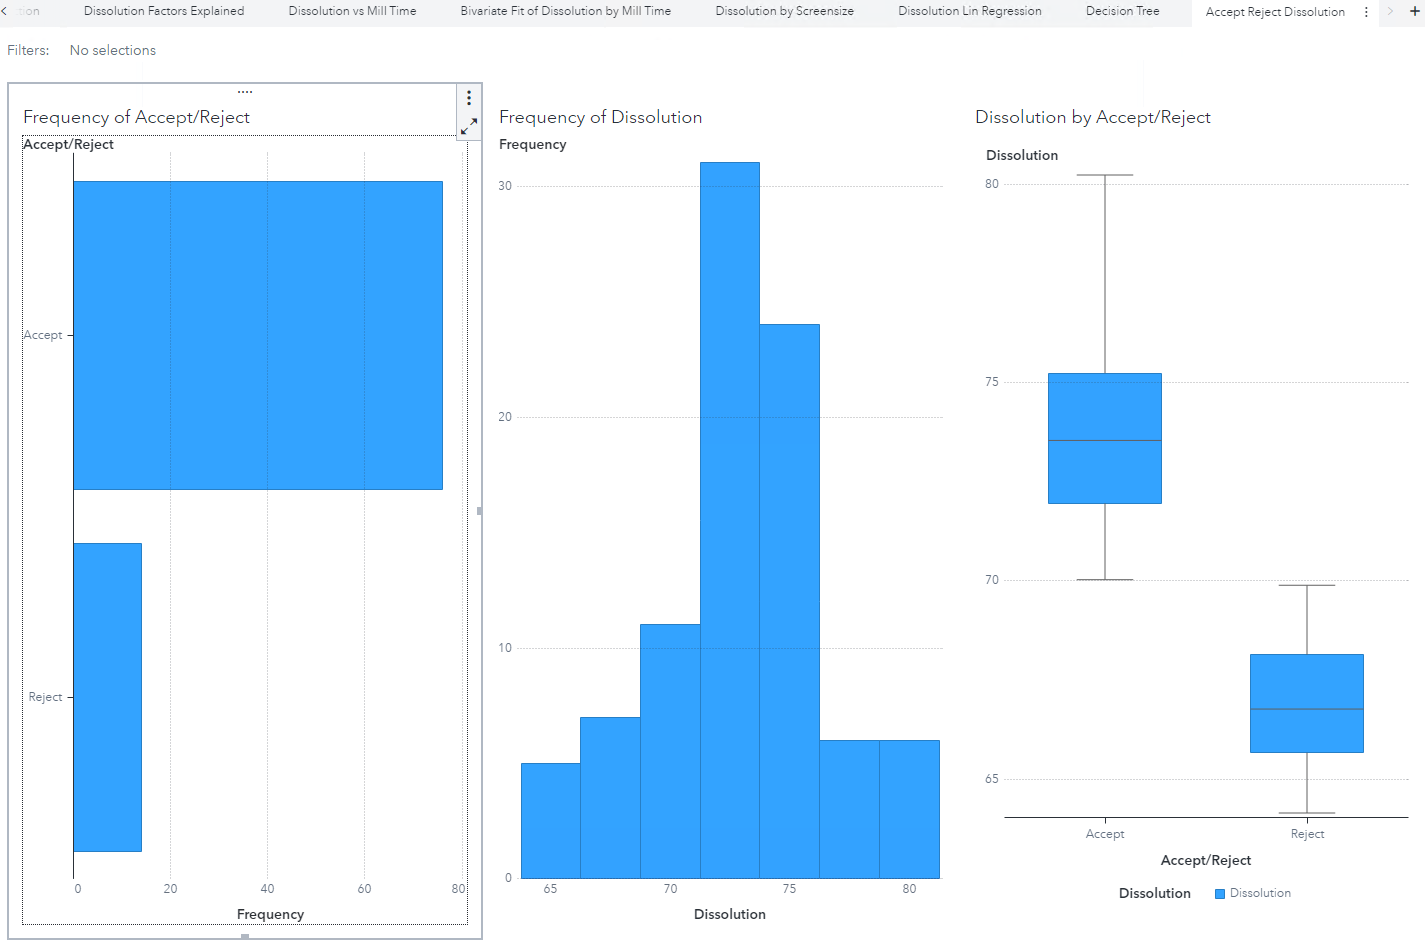 tion Dissolution Factors Explained Dissolution vs Mill Time Bivariate Fit of Dissolution by Mill Time Dissolution by Screensize Dissolution Lin Regression Decision Tree Accept Reject Dissolution
Filters: No selections
Frequency of Accept/Reject
Accept/Reject
Accept
Reject
0 20 40 60 80
Frequency
Frequency of Dissolution
Frequency
30
20
10
0
65 70 75 80
Dissolution
Dissolution by Accept/Reject
Dissolution
80
75
70
65
Accept Reject
Accept/Reject
Dissolution Dissolution